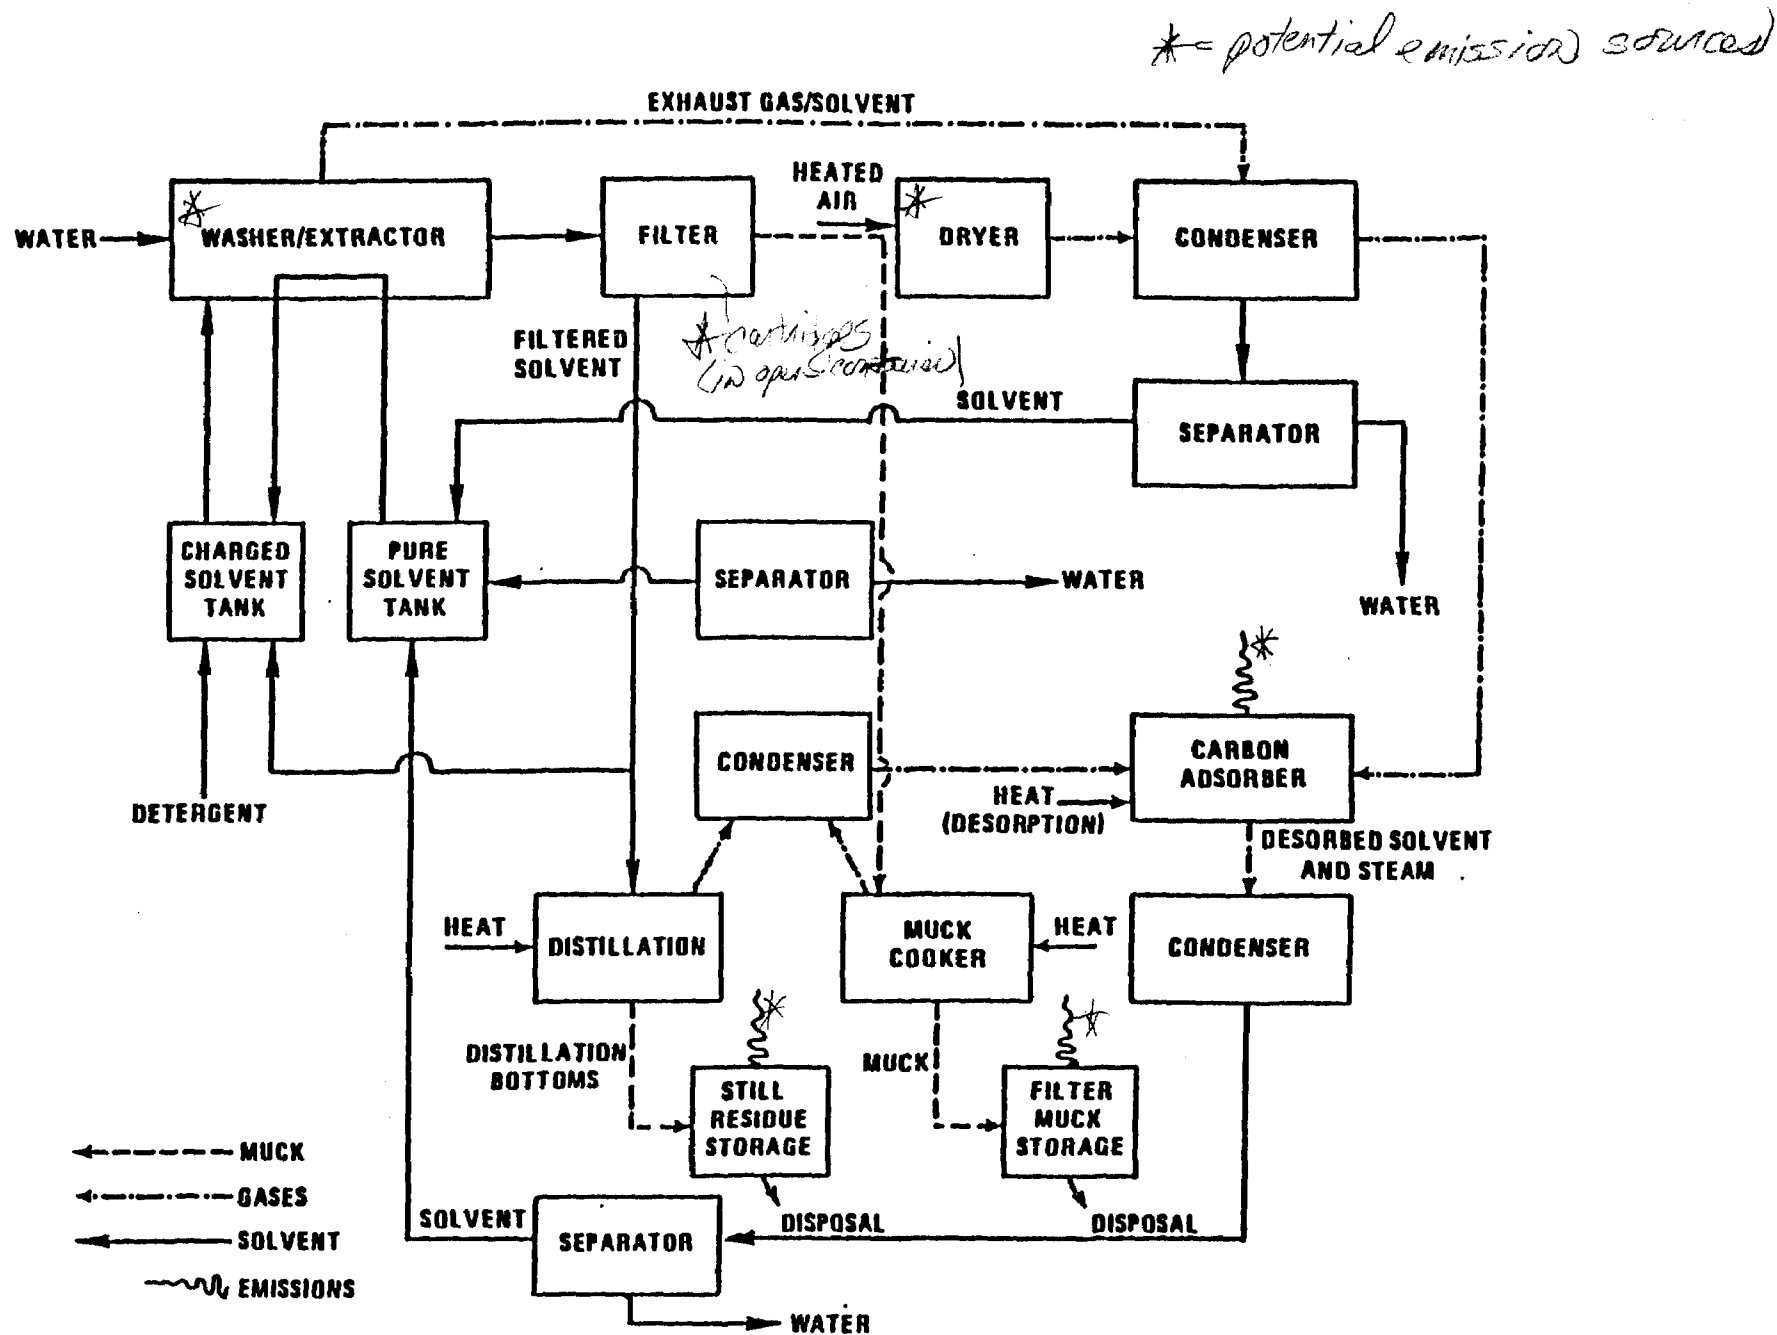 *= potential emission sources
EXHAUST GAS/SOLVENT
WATER
* WASHER/EXTRACTOR
FILTER
HEATED
AIR
* DRYER
CONDENSER
FILTERED
SOLVENT
* cartridges
(in open container)
SOLVENT
SEPARATOR
CHARGED
SOLVENT
TANK
PURE
SOLVENT
TANK
SEPARATOR
WATER
WATER
*
CONDENSER
CARBON
ADSORBER
HEAT
(DESORPTION)
DETERGENT
DESORBED SOLVENT
AND STEAM
HEAT
DISTILLATION
MUCK
COOKER
HEAT
CONDENSER
*
*
DISTILLATION
BOTTOMS
MUCK
STILL
RESIDUE
STORAGE
FILTER
MUCK
STORAGE
DISPOSAL
DISPOSAL
MUCK
GASES
SOLVENT
EMISSIONS
SOLVENT
SEPARATOR
WATER